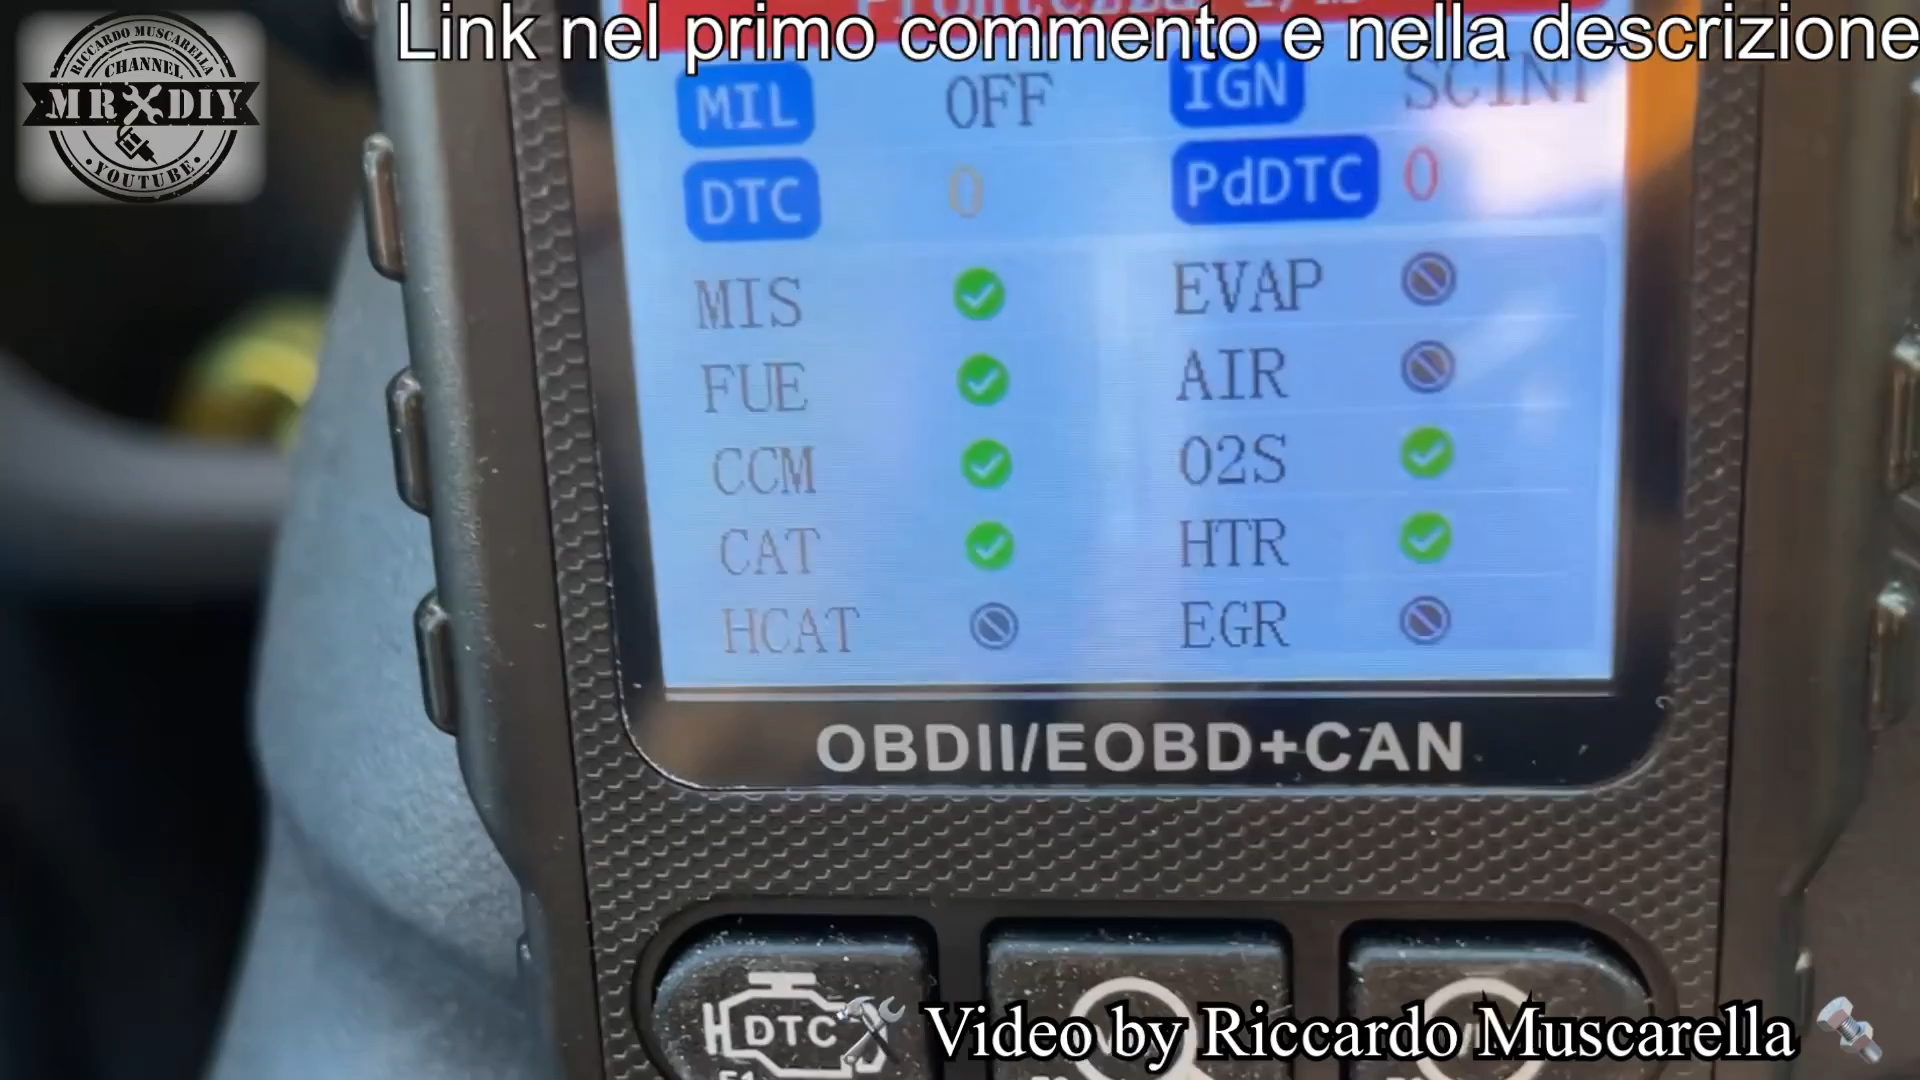 Link nel primo commento e nella descrizione
RICCARDO MUSCARELLA
CHANNEL
MR DIY
YOUTUBE
MIL OFF IGN
DTC 0 PdDTC 0
MIS EVAP
FUE AIR
CCM O2S
CAT HTR
HCAT EGR
OBDII/EOBD+CAN
DTC
Video by Riccardo Muscarella